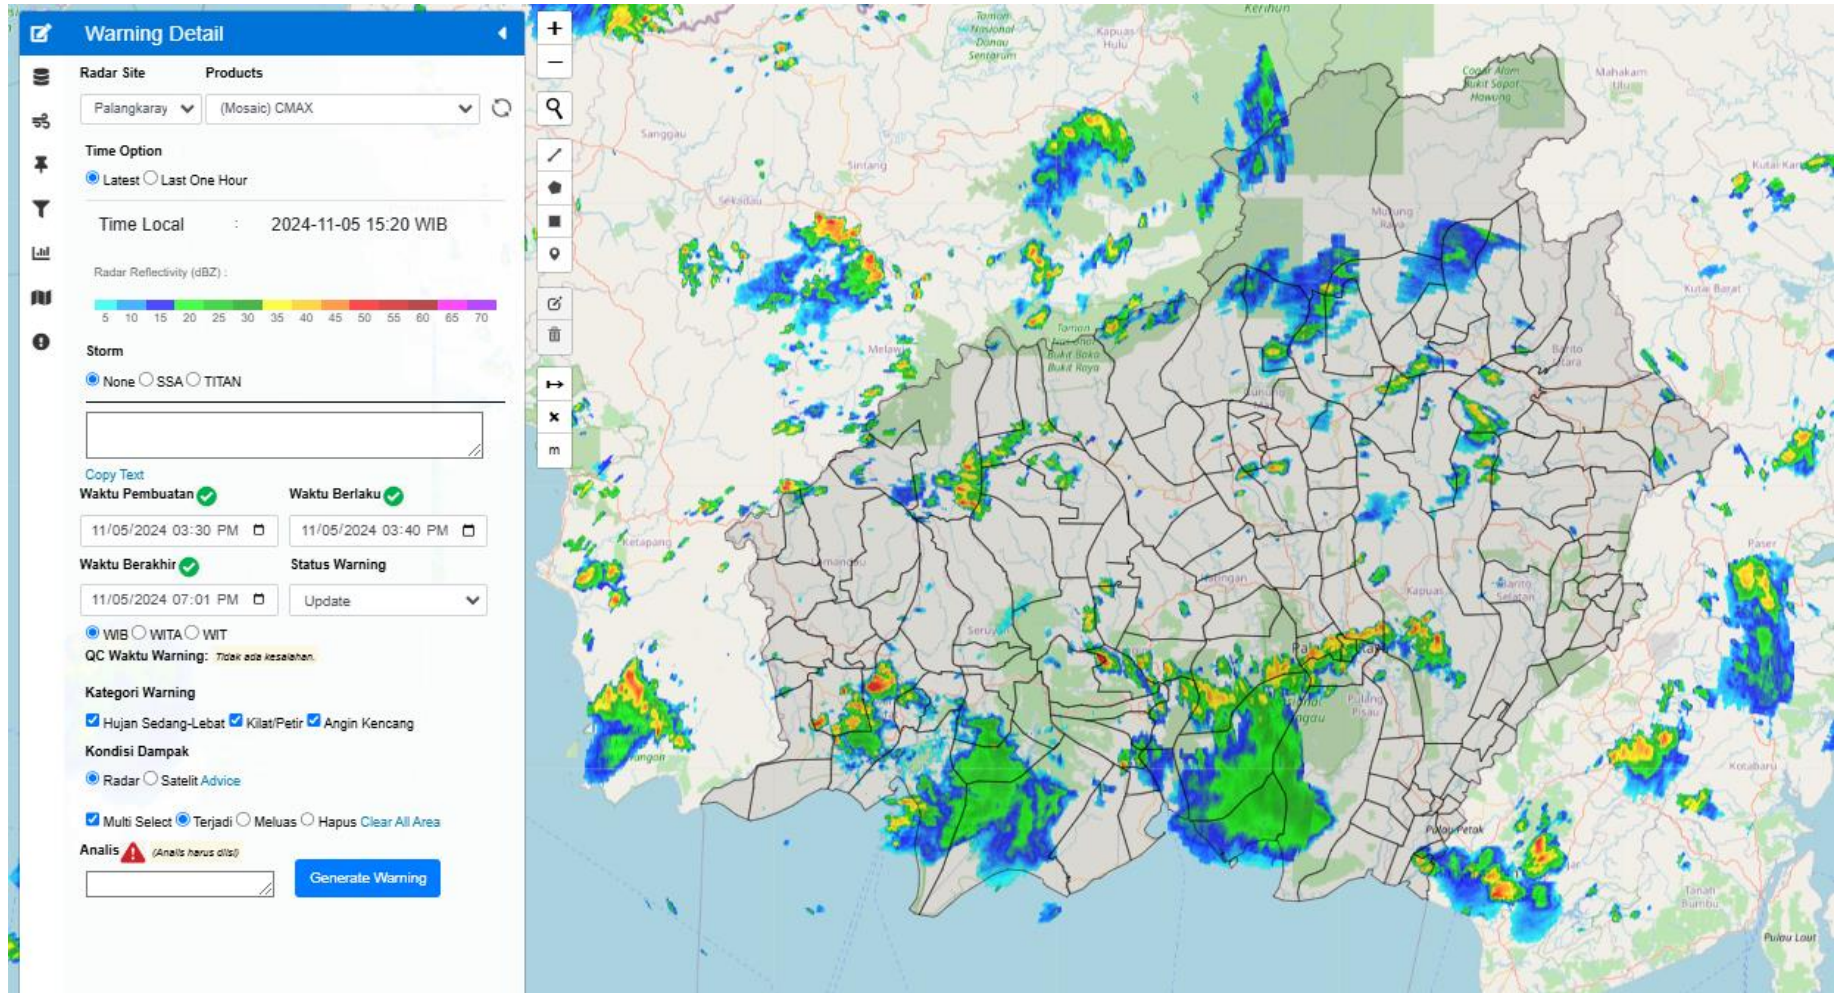 Warning Detail
Radar Site Products
Palangkaray (Mosaic) CMAX
Time Option
Latest Last One Hour
Time Local : 2024-11-05 15:20 WIB
Radar Reflectivity (dBZ) :
5 10 15 20 25 30 35 40 45 50 55 60 65 70
Storm
None SSA TITAN
Copy Text
Waktu Pembuatan Waktu Berlaku
11/05/2024 03:30 PM 11/05/2024 03:40 PM
Waktu Berakhir Status Warning
11/05/2024 07:01 PM Update
WIB WITA WIT
QC Waktu Warning: Tidak ada kesalahan.
Kategori Warning
Hujan Sedang-Lebat Kilat/Petir Angin Kencang
Kondisi Dampak
Radar Satelit Advice
Multi Select Terjadi Meluas Hapus Clear All Area
Analis (Analis harus diisi)
Generate Warning
+
−
m
Kerihun
Taman
Nasional
Danau
Sentarum
Kapuas
Hulu
Cagar Alam
Bukit Sapat
Hawung
Mahakam
Ulu
Sanggau
Sintang
Sekadau
Murung
Raya
Kutai Barat
Melawi
Taman
Nasional
Bukit Baka
Bukit Raya
Barito
Utara
Ketapang
Lamandau
Katingan
Kapuas
Barito
Selatan
Paser
Seruyan
Pulang
Pisau
Kotabaru
Pulau Petak
Tanah
Bumbu
Pulau Laut